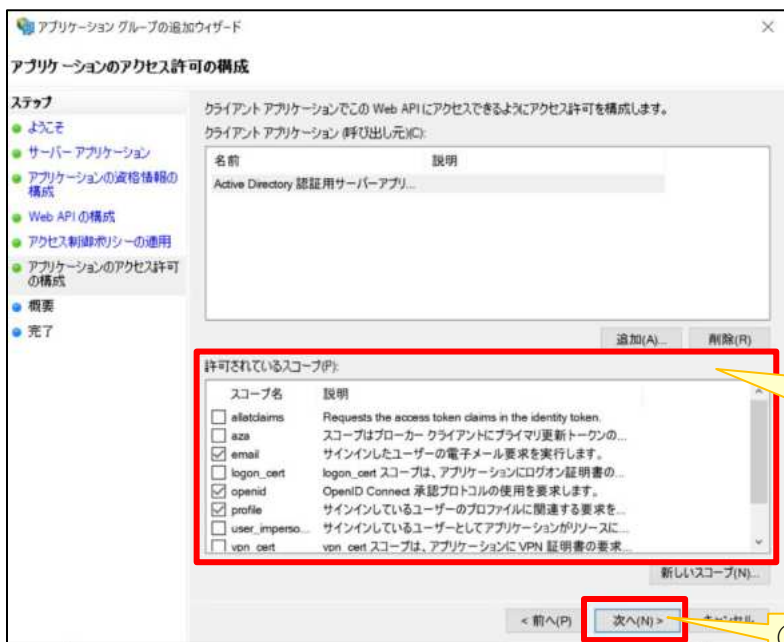 アプリケーション グループの追加ウィザード
アプリケーションのアクセス許可の構成
ステップ
ようこそ
サーバー アプリケーション
アプリケーションの資格情報の
構成
Web API の構成
アクセス制御ポリシーの適用
アプリケーションのアクセス許可
の構成
概要
完了
クライアント アプリケーションでこの Web API にアクセスできるようにアクセス許可を構成します。
クライアント アプリケーション (呼び出し元)(C):
名前 説明
Active Directory 認証用サーバーアプリ...
追加(A)... 削除(R)
許可されているスコープ(P):
スコープ名 説明
allatclaims Requests the access token claims in the identity token.
aza スコープはブローカー クライアントにプライマリ更新トークンの...
email サインインしたユーザーの電子メール要求を実行します。
logon_cert logon_cert スコープは、アプリケーションにログオン証明書の...
openid OpenID Connect 承認プロトコルの使用を要求します。
profile サインインしているユーザーのプロファイルに関連する要求を...
user_imperso... サインインしているユーザーとしてアプリケーションがリソースに...
vpn_cert vpn_cert スコープは、アプリケーションに VPN 証明書の要求...
新しいスコープ(N)...
< 前へ(P) 次へ(N) >